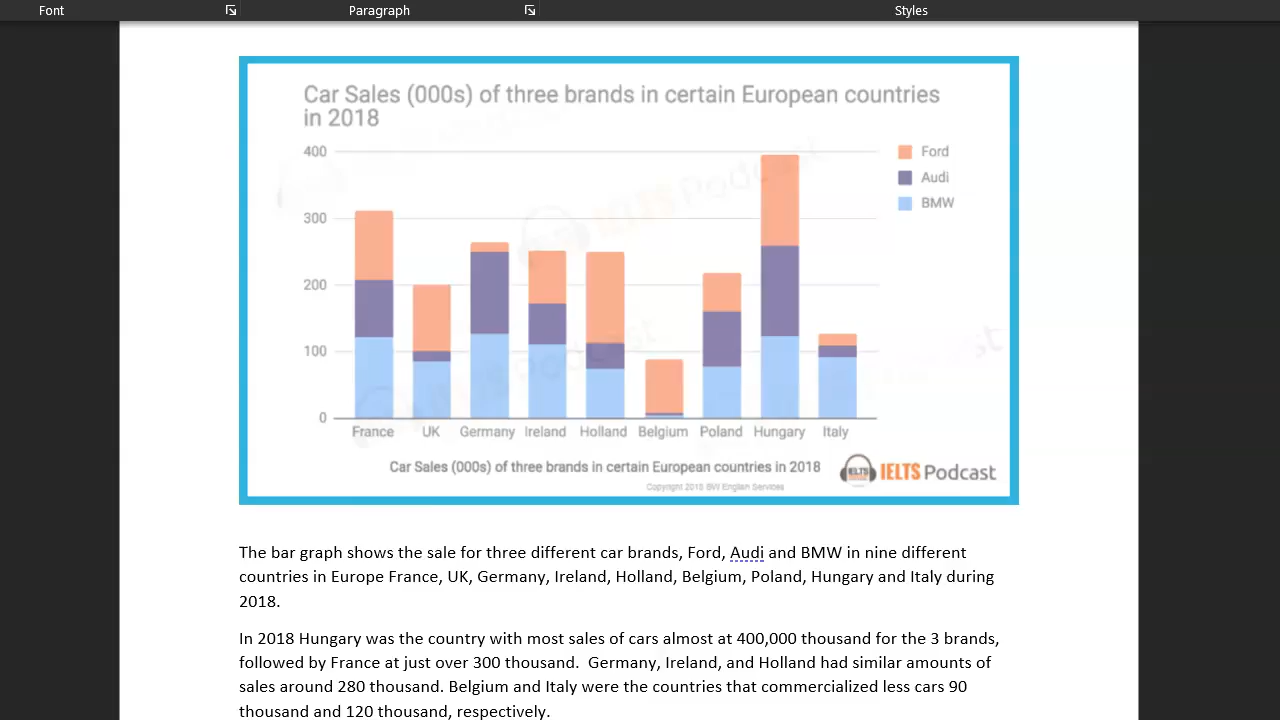 Font Paragraph Styles
Car Sales (000s) of three brands in certain European countries
in 2018
400
300
200
100
0
Ford
Audi
BMW
IELTS Podcast
France UK Germany Ireland Holland Belgium Poland Hungary Italy
Car Sales (000s) of three brands in certain European countries in 2018
IELTS Podcast
Copyright 2018 BW English Services
The bar graph shows the sale for three different car brands, Ford, Audi and BMW in nine different
countries in Europe France, UK, Germany, Ireland, Holland, Belgium, Poland, Hungary and Italy during
2018.
In 2018 Hungary was the country with most sales of cars almost at 400,000 thousand for the 3 brands,
followed by France at just over 300 thousand.  Germany, Ireland, and Holland had similar amounts of
sales around 280 thousand. Belgium and Italy were the countries that commercialized less cars 90
thousand and 120 thousand, respectively.